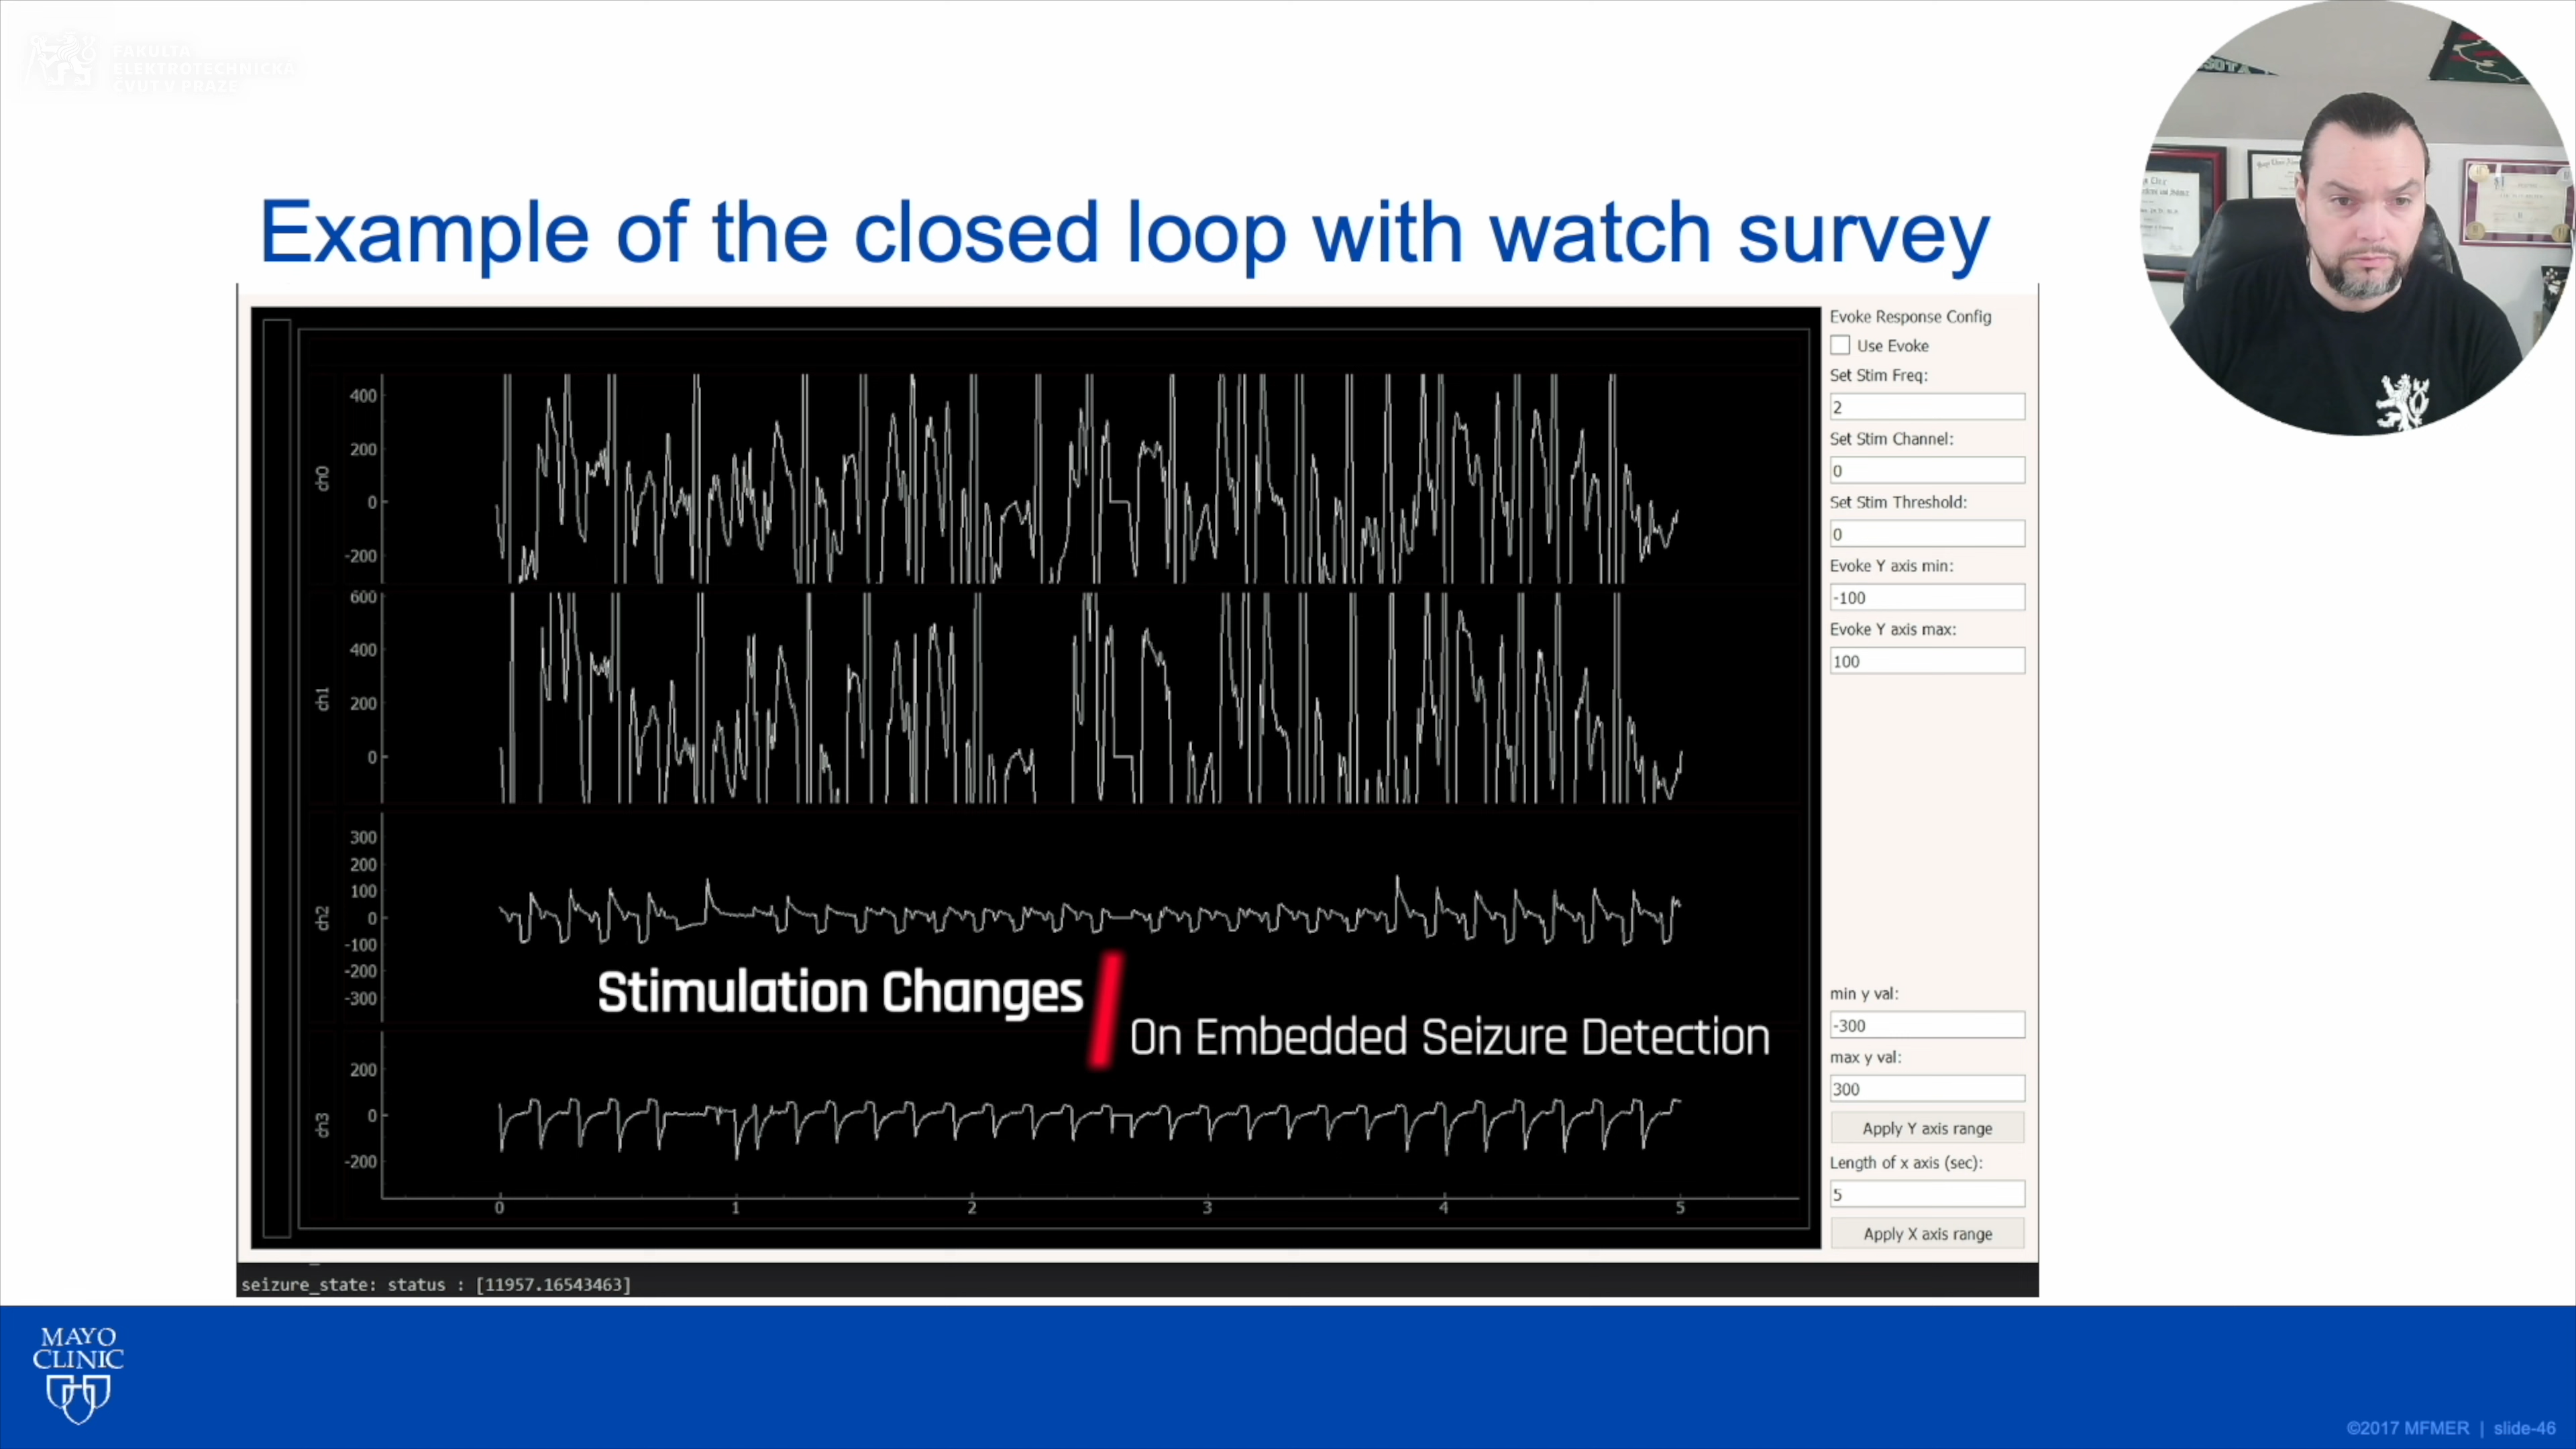 FAKULTA
ELEKTROTECHNICKÁ
ČVUT V PRAZE
SOTA
Example of the closed loop with watch survey
Evoke Response Config
Use Evoke
Set Stim Freq:
2
Set Stim Channel:
0
Set Stim Threshold:
0
Evoke Y axis min:
-100
Evoke Y axis max:
100
min y val:
-300
max y val:
300
Apply Y axis range
Length of x axis (sec):
5
Apply X axis range
ch0
400
200
0
-200
ch1
600
400
200
0
ch2
300
200
100
0
-100
-200
-300
Stimulation Changes
On Embedded Seizure Detection
ch3
200
0
-200
0 1 2 3 4 5
seizure_state: status : [11957.16543463]
MAYO
CLINIC
©2017 MFMER | slide-46